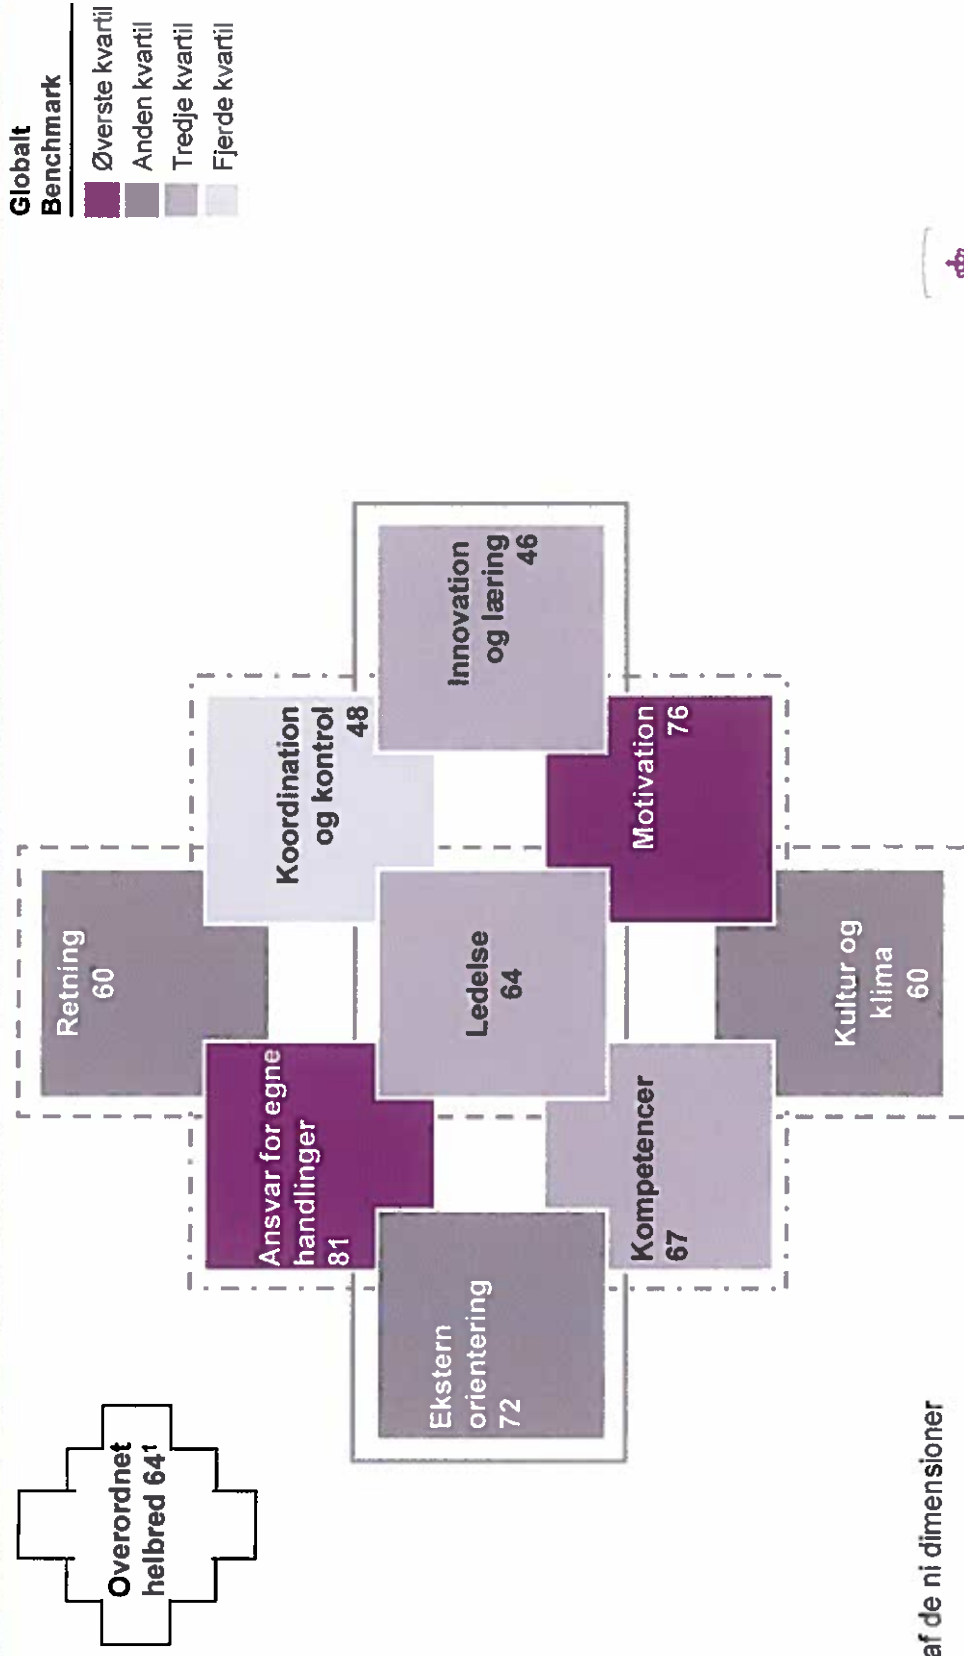 Overordnet
helbred 64¹
Globalt
Benchmark
Øverste kvartil
Anden kvartil
Tredje kvartil
Fjerde kvartil
Retning
60
Ansvar for egne
handlinger
81
Koordination
og kontrol
48
Ekstern
orientering
72
Ledelse
64
Innovation
og læring
46
Kompetencer
67
Motivation
76
Kultur og
klima
60
af de ni dimensioner